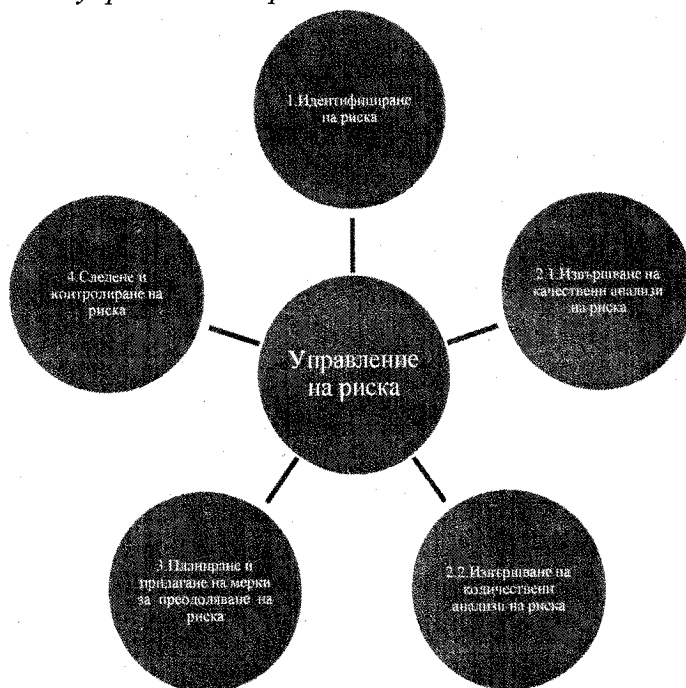 1.Идентифициране
на риска
2.1.Извършване на
качествени анализи
на риска
2.2.Извършване на
количествени
анализи на риска
3.Планиране и
прилагане на мерки
за преодоляване на
риска
4.Следене и
контролиране на
риска
Управление
на риска